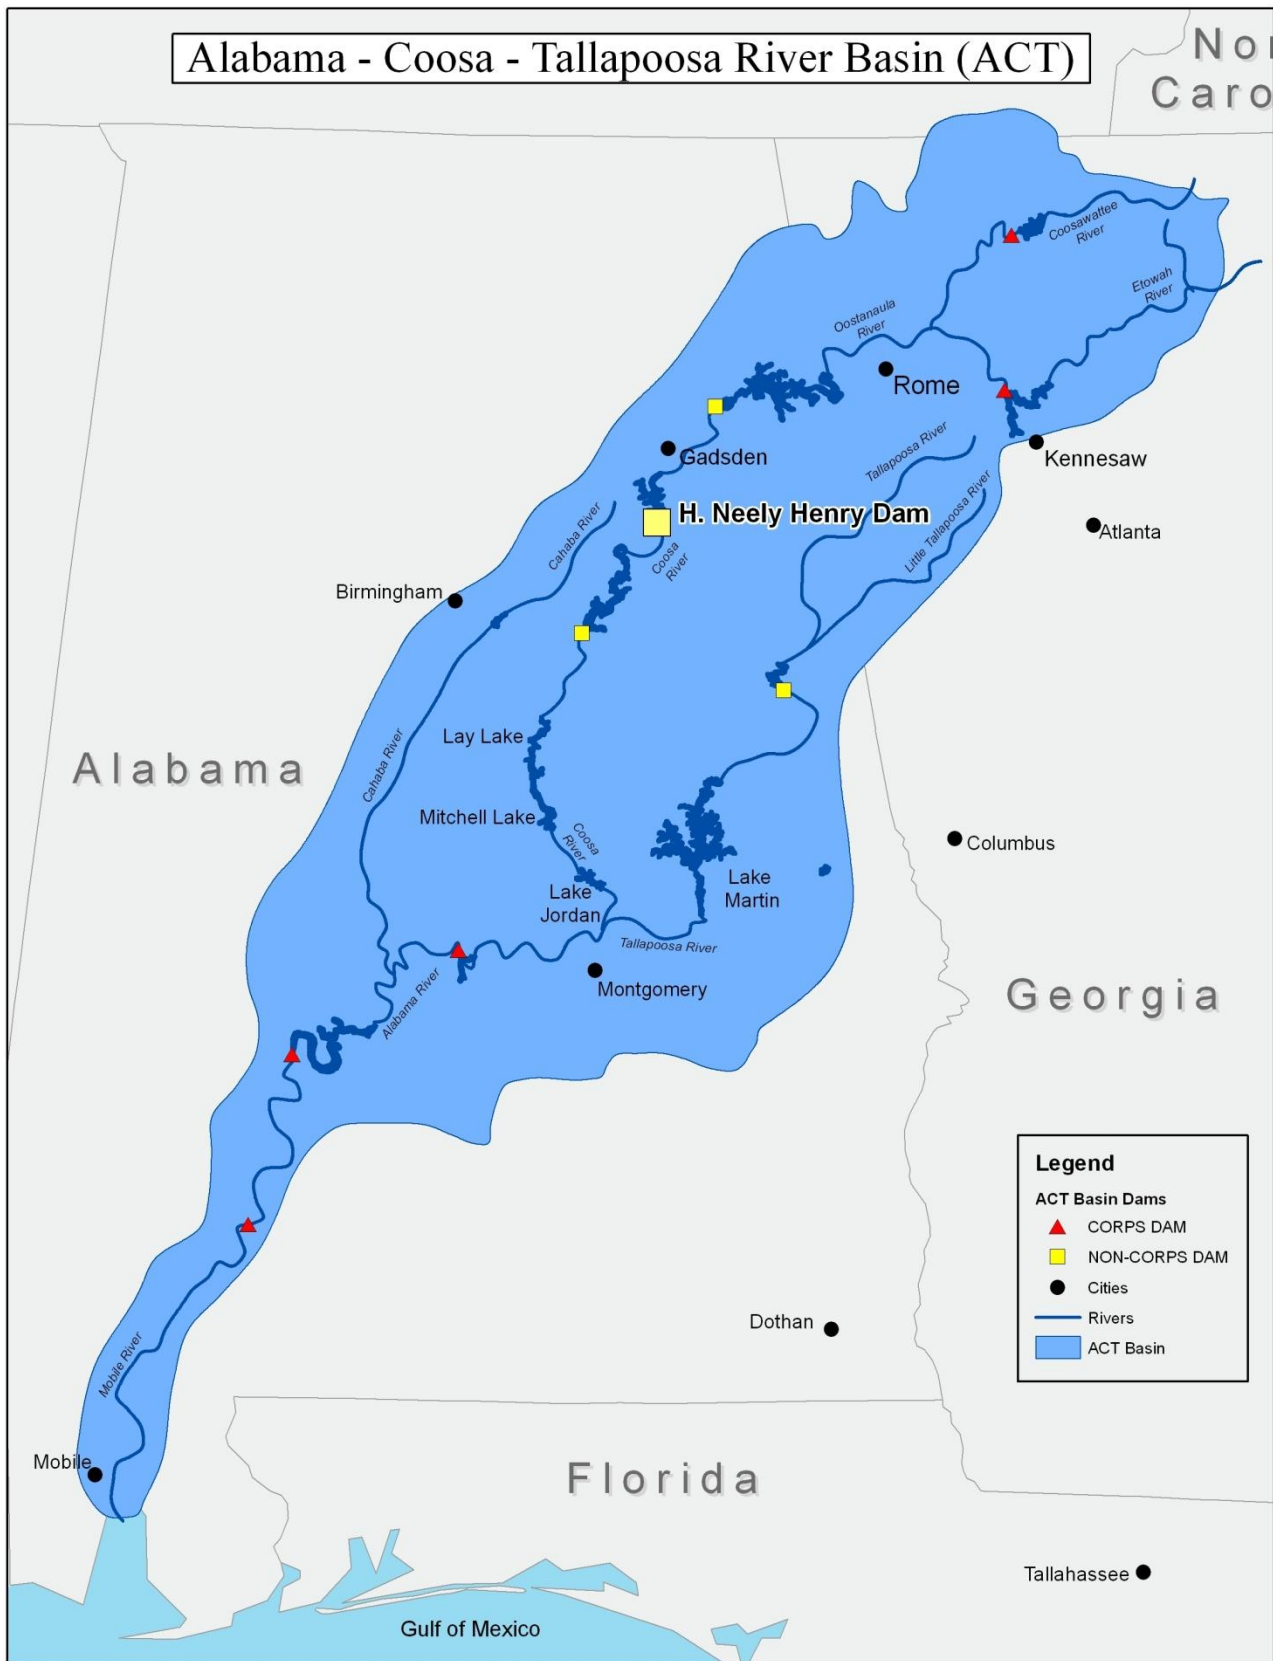 Alabama - Coosa - Tallapoosa River Basin (ACT)
Nor
Caro
Coosawattee
River
Etowah
River
Oostanaula
River
Rome
Kennesaw
Tallapoosa River
Gadsden
H. Neely Henry Dam
Little Tallapoosa River
Atlanta
Cahaba River
Coosa
River
Birmingham
Lay Lake
Cahaba River
Alabama
Mitchell Lake
Coosa
River
Columbus
Lake
Martin
Lake
Jordan
Tallapoosa River
Montgomery
Alabama River
Georgia
Legend
ACT Basin Dams
CORPS DAM
NON-CORPS DAM
Cities
Rivers
ACT Basin
Dothan
Mobile River
Mobile
Florida
Tallahassee
Gulf of Mexico